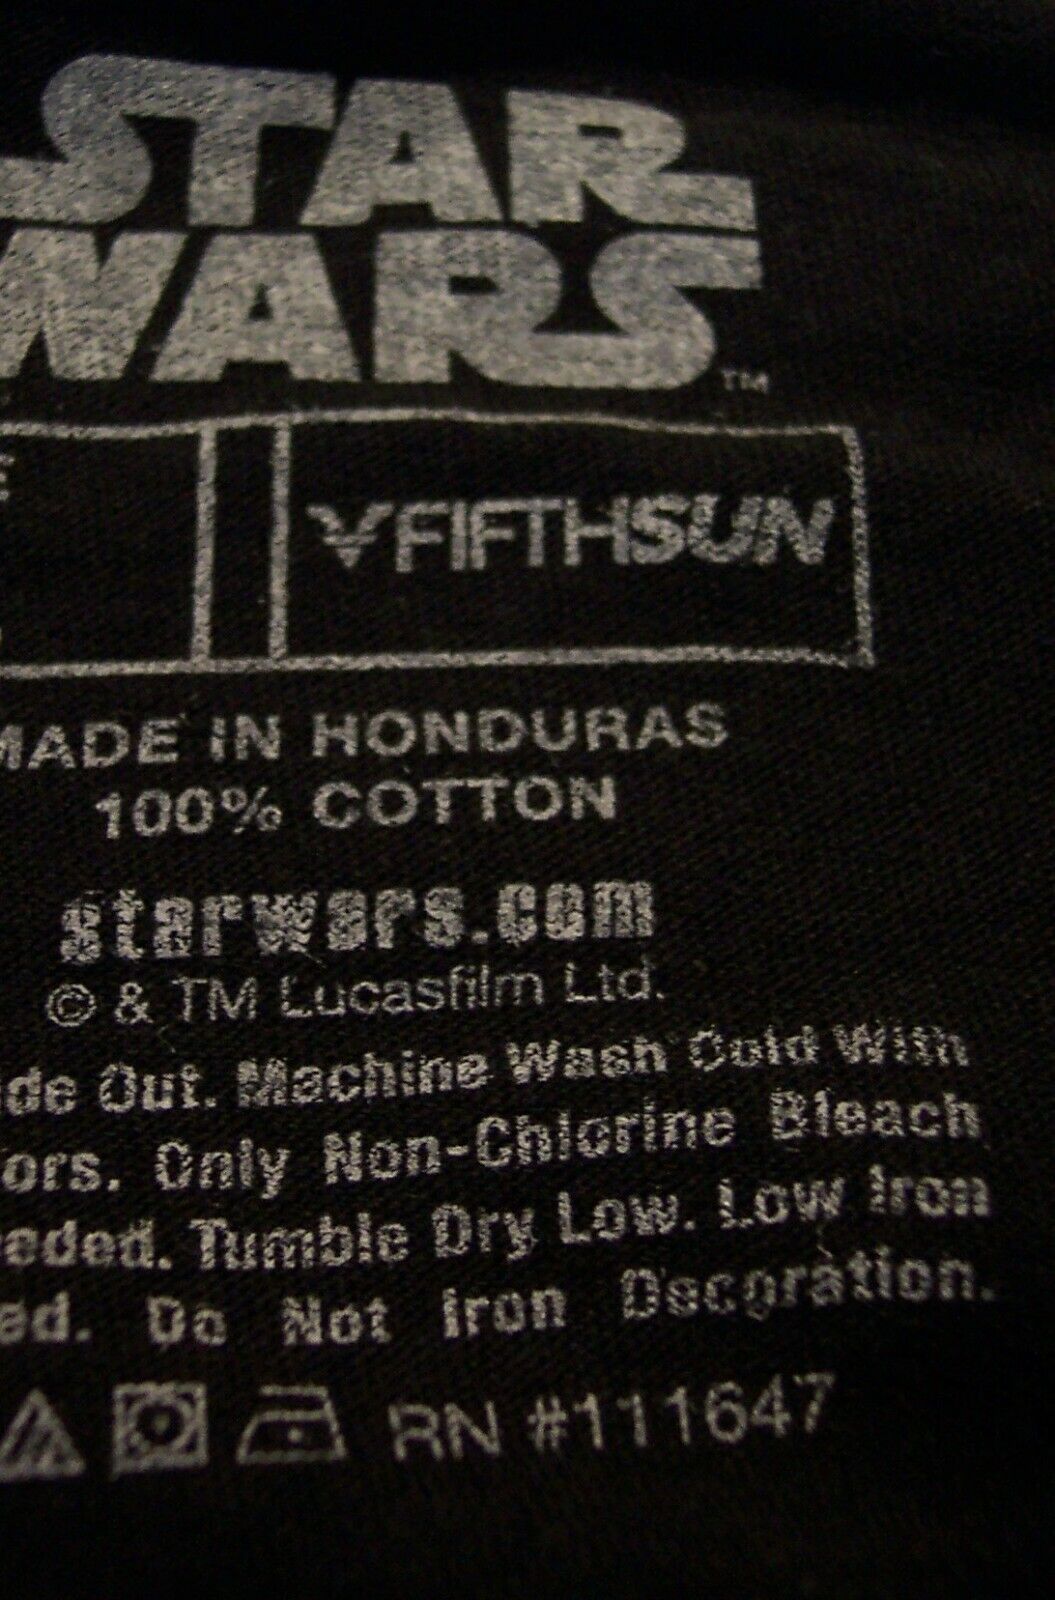 STAR
WARS
TM
FIFTHSUN
MADE IN HONDURAS
100% COTTON
starwars.com
© & TM Lucasfilm Ltd.
de Out. Machine Wash Cold With
ors. Only Non-Chlorine Bleach
eded. Tumble Dry Low. Low Iron
ed. Do Not Iron Decoration.
RN #111647